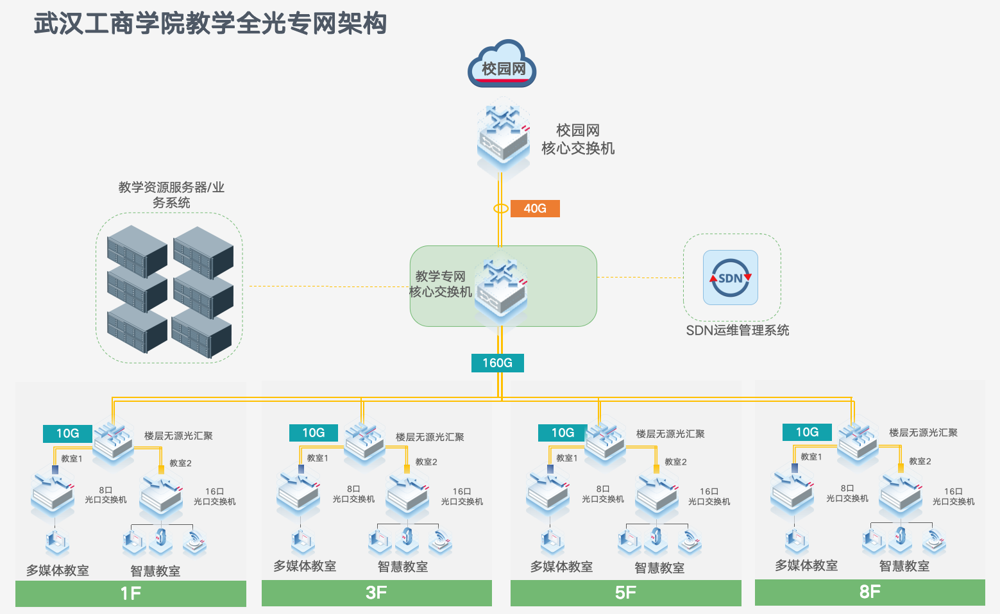 武汉工商学院教学全光专网架构
校园网
校园网
核心交换机
教学资源服务器/业
务系统
40G
教学专网
核心交换机
SDN
SDN运维管理系统
160G
10G
楼层无源光汇聚
教室1
教室2
8口
光口交换机
16口
光口交换机
多媒体教室
智慧教室
1F
10G
楼层无源光汇聚
教室1
教室2
8口
光口交换机
16口
光口交换机
多媒体教室
智慧教室
3F
10G
楼层无源光汇聚
教室1
教室2
8口
光口交换机
16口
光口交换机
多媒体教室
智慧教室
5F
10G
楼层无源光汇聚
教室1
教室2
8口
光口交换机
16口
光口交换机
多媒体教室
智慧教室
8F